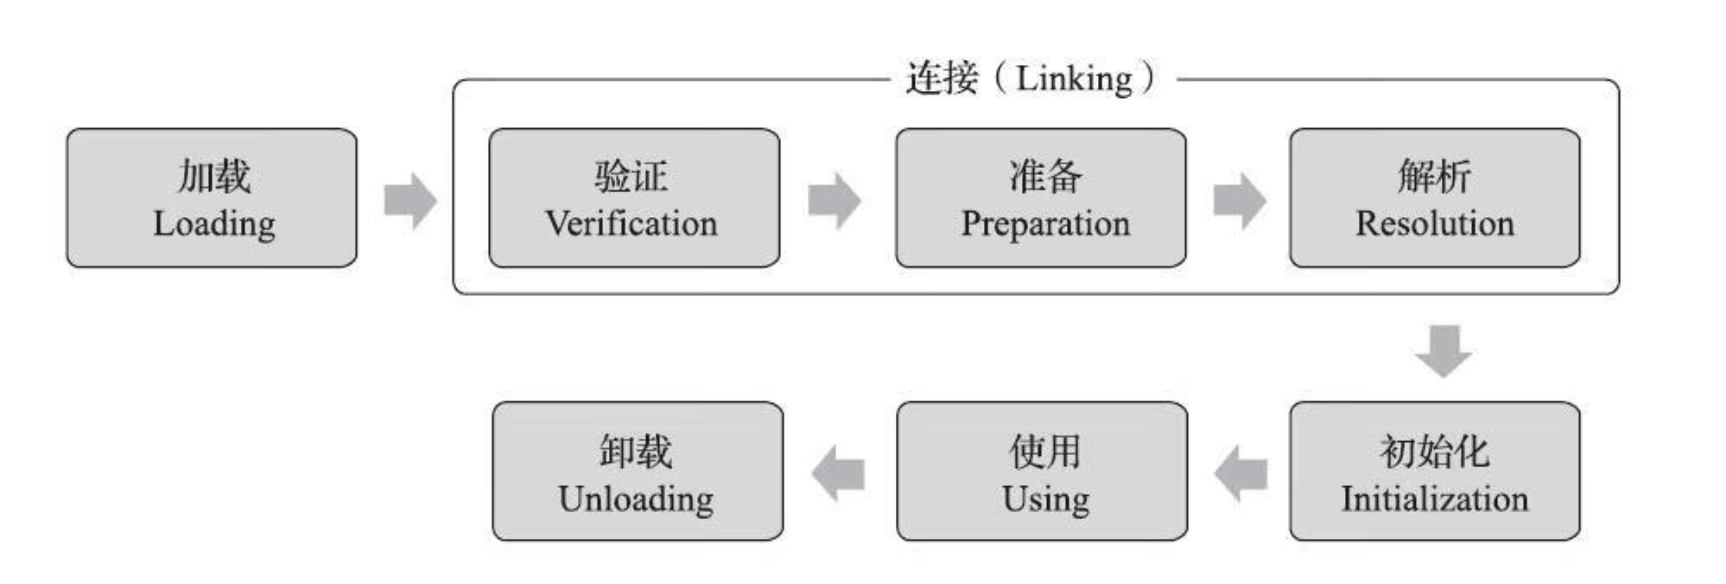 连接（Linking）
加载
Loading
验证
Verification
准备
Preparation
解析
Resolution
初始化
Initialization
使用
Using
卸载
Unloading